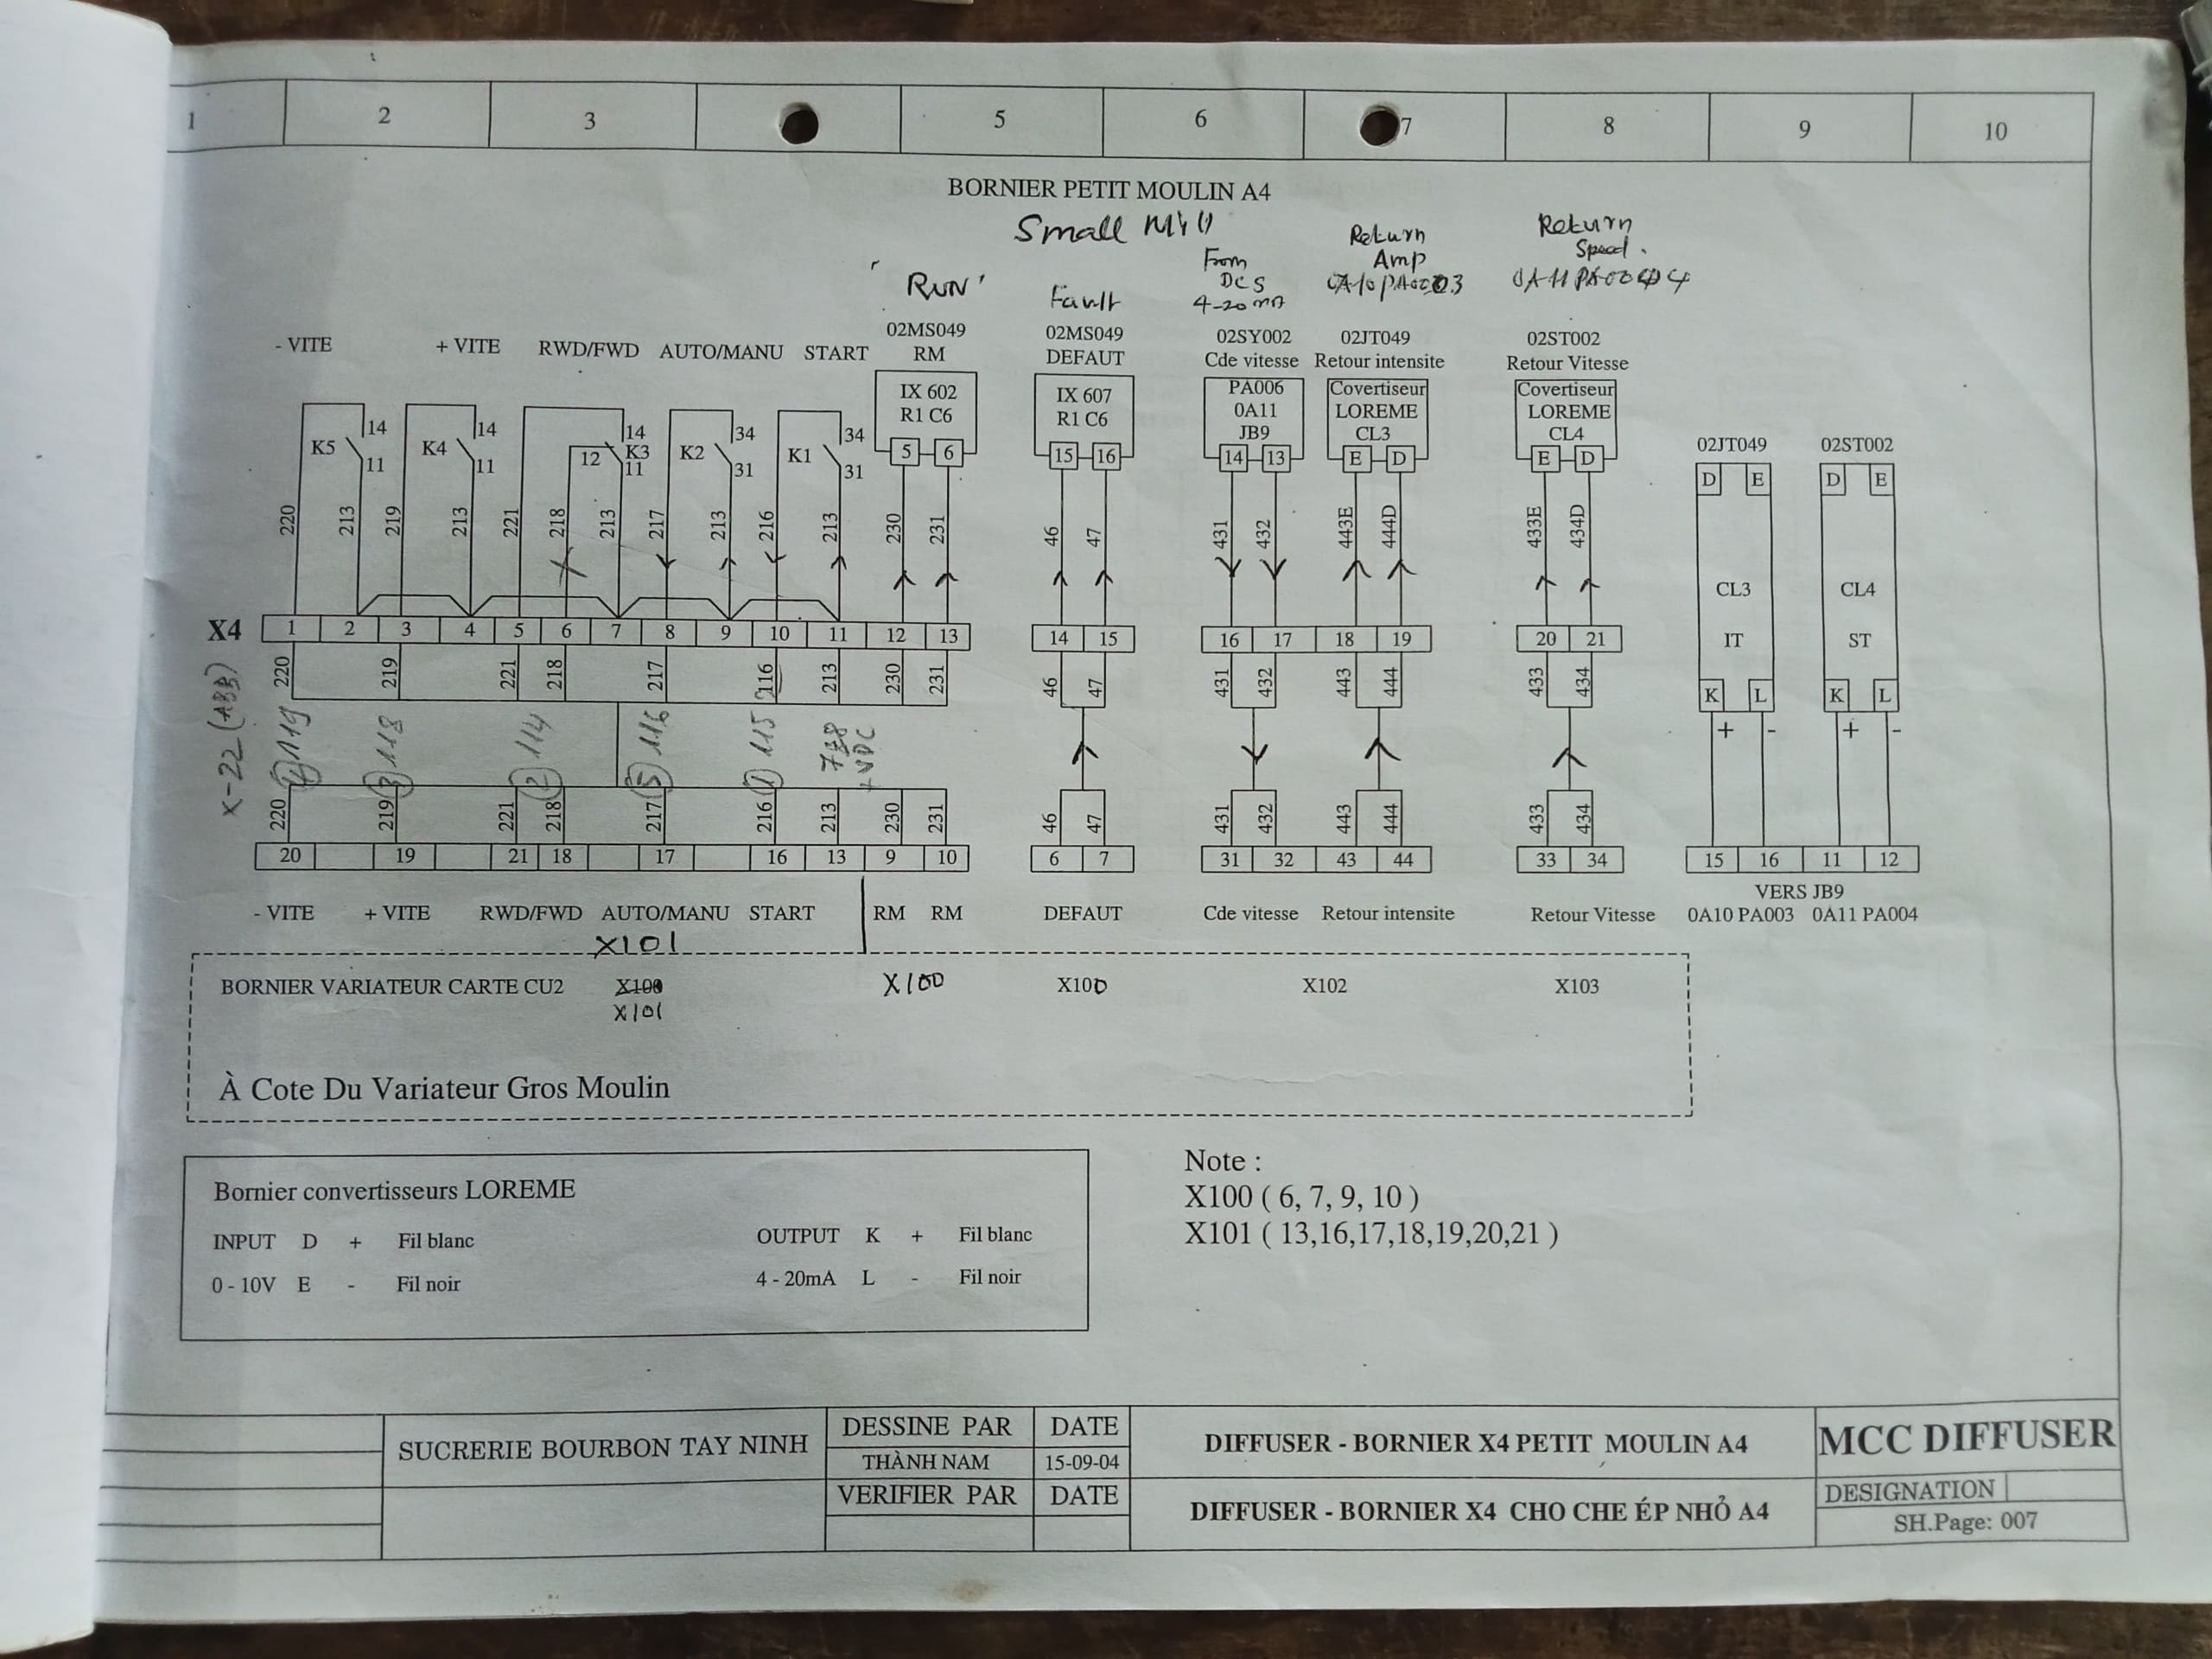 1 2 3 5 6 7 8 9 10
BORNIER PETIT MOULIN A4
Small Mill
'RUN'
Fault
From
DCS
4-20 mA
Return
Amp
Return
Speed.
- VITE + VITE RWD/FWD AUTO/MANU START
02MS049
RM
02MS049
DEFAUT
02SY002
Cde vitesse
02JT049
Retour intensite
02ST002
Retour Vitesse
IX 602
R1 C6
5 6
IX 607
R1 C6
15 16
PA006
0A11
JB9
14 13
Covertiseur
LOREME
CL3
E D
Covertiseur
LOREME
CL4
E D
K5 14 11
K4 14 11
12 14 K3 11
K2 34 31
K1 34 31
02JT049 02ST002
D E D E
220 213 219 213 221 218 213 217 213 216 213 230 231 46 47 431 432 443E 444D 433E 434D
CL3 CL4
IT ST
K L K L
+ - + -
X4 1 2 3 4 5 6 7 8 9 10 11 12 13 14 15 16 17 18 19 20 21
220 219 221 218 217 216 213 230 231 46 47 431 432 443 444 433 434
X-22 (ABB)
4 119 3 118 2 114 5 116 1 115
+VDC
220 219 221 218 217 216 213 230 231 46 47 431 432 443 444 433 434
20 19 21 18 17 16 13 9 10 6 7 31 32 43 44 33 34 15 16 11 12
VERS JB9
- VITE + VITE RWD/FWD AUTO/MANU START RM RM DEFAUT Cde vitesse Retour intensite Retour Vitesse 0A10 PA003 0A11 PA004
X101
BORNIER VARIATEUR CARTE CU2 X100 X100 X100 X102 X103
X101
À Cote Du Variateur Gros Moulin
Bornier convertisseurs LOREME
INPUT D + Fil blanc OUTPUT K + Fil blanc
0 - 10V E - Fil noir 4 - 20mA L - Fil noir
Note :
X100 ( 6, 7, 9, 10 )
X101 ( 13,16,17,18,19,20,21 )
SUCRERIE BOURBON TAY NINH
DESSINE PAR DATE
THÀNH NAM 15-09-04
VERIFIER PAR DATE
DIFFUSER - BORNIER X4 PETIT MOULIN A4
DIFFUSER - BORNIER X4 CHO CHE ÉP NHỎ A4
MCC DIFFUSER
DESIGNATION
SH.Page: 007